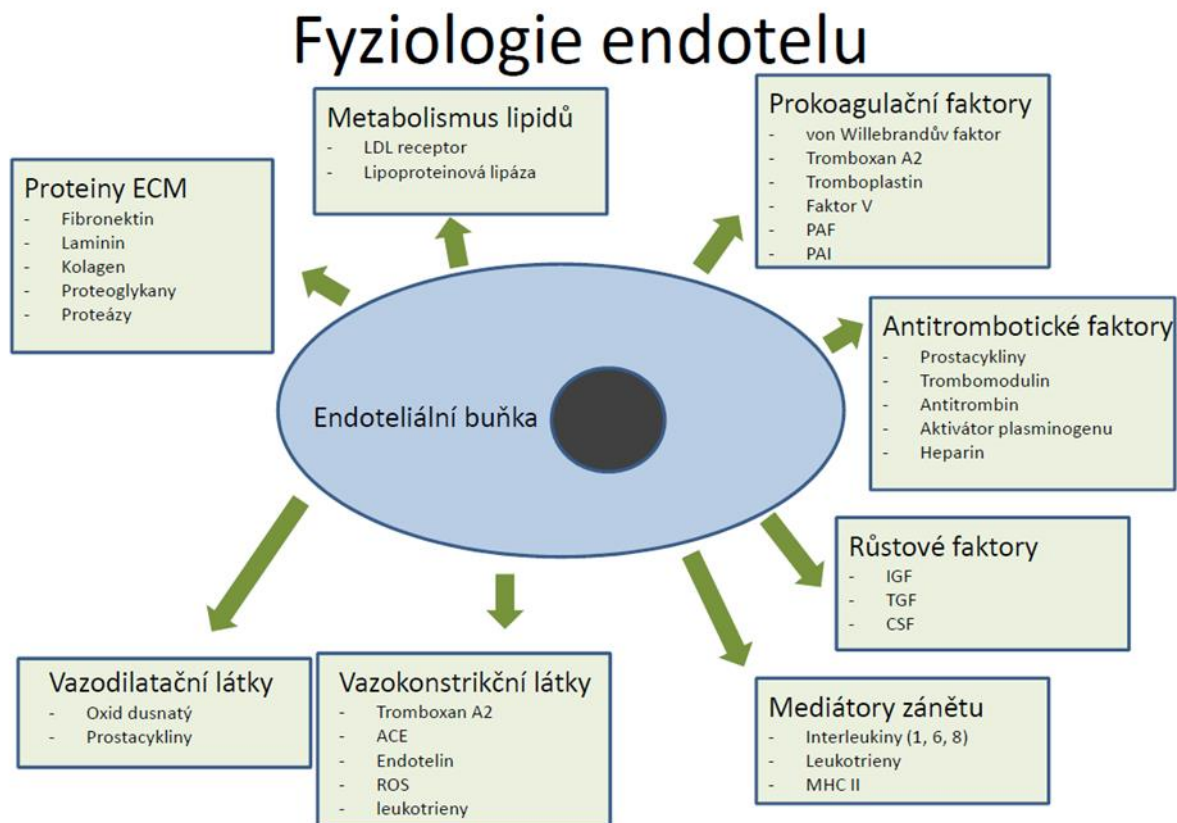 Fyziologie endotelu
Metabolismus lipidů
- LDL receptor
- Lipoproteinová lipáza
Prokoagulační faktory
- von Willebrandův faktor
- Tromboxan A2
- Tromboplastin
- Faktor V
- PAF
- PAI
Proteiny ECM
- Fibronektin
- Laminin
- Kolagen
- Proteoglykany
- Proteázy
Antitrombotické faktory
- Prostacykliny
- Trombomodulin
- Antitrombin
- Aktivátor plasminogenu
- Heparin
Endoteliální buňka
Růstové faktory
- IGF
- TGF
- CSF
Vazodilatační látky
- Oxid dusnatý
- Prostacykliny
Vazokonstrikční látky
- Tromboxan A2
- ACE
- Endotelin
- ROS
- leukotrieny
Mediátory zánětu
- Interleukiny (1, 6, 8)
- Leukotrieny
- MHC II